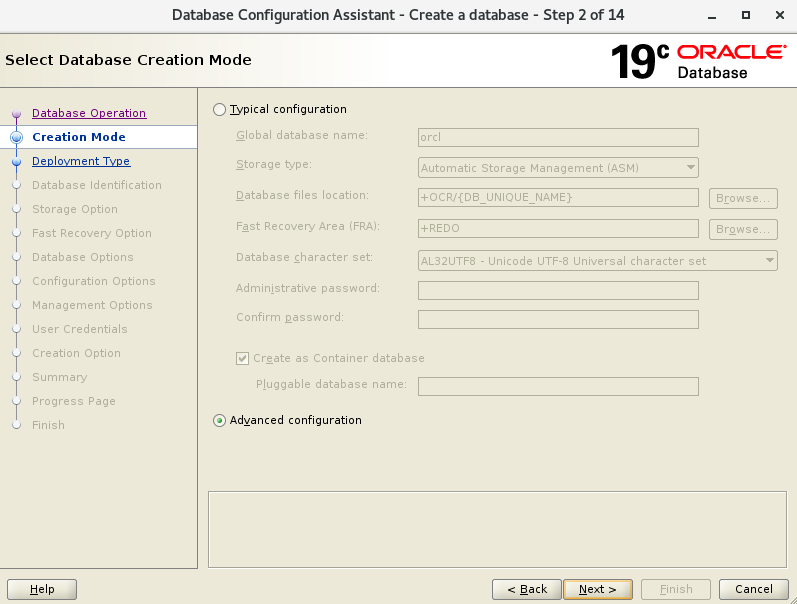 Database Configuration Assistant - Create a database - Step 2 of 14
Select Database Creation Mode
19c ORACLE
Database
Database Operation
Creation Mode
Deployment Type
Database Identification
Storage Option
Fast Recovery Option
Database Options
Configuration Options
Management Options
User Credentials
Creation Option
Summary
Progress Page
Finish
Typical configuration
Global database name: orcl
Storage type: Automatic Storage Management (ASM)
Database files location: +OCR/{DB_UNIQUE_NAME} Browse...
Fast Recovery Area (FRA): +REDO Browse...
Database character set: AL32UTF8 - Unicode UTF-8 Universal character set
Administrative password:
Confirm password:
Create as Container database
Pluggable database name:
Advanced configuration
Help < Back Next > Finish Cancel